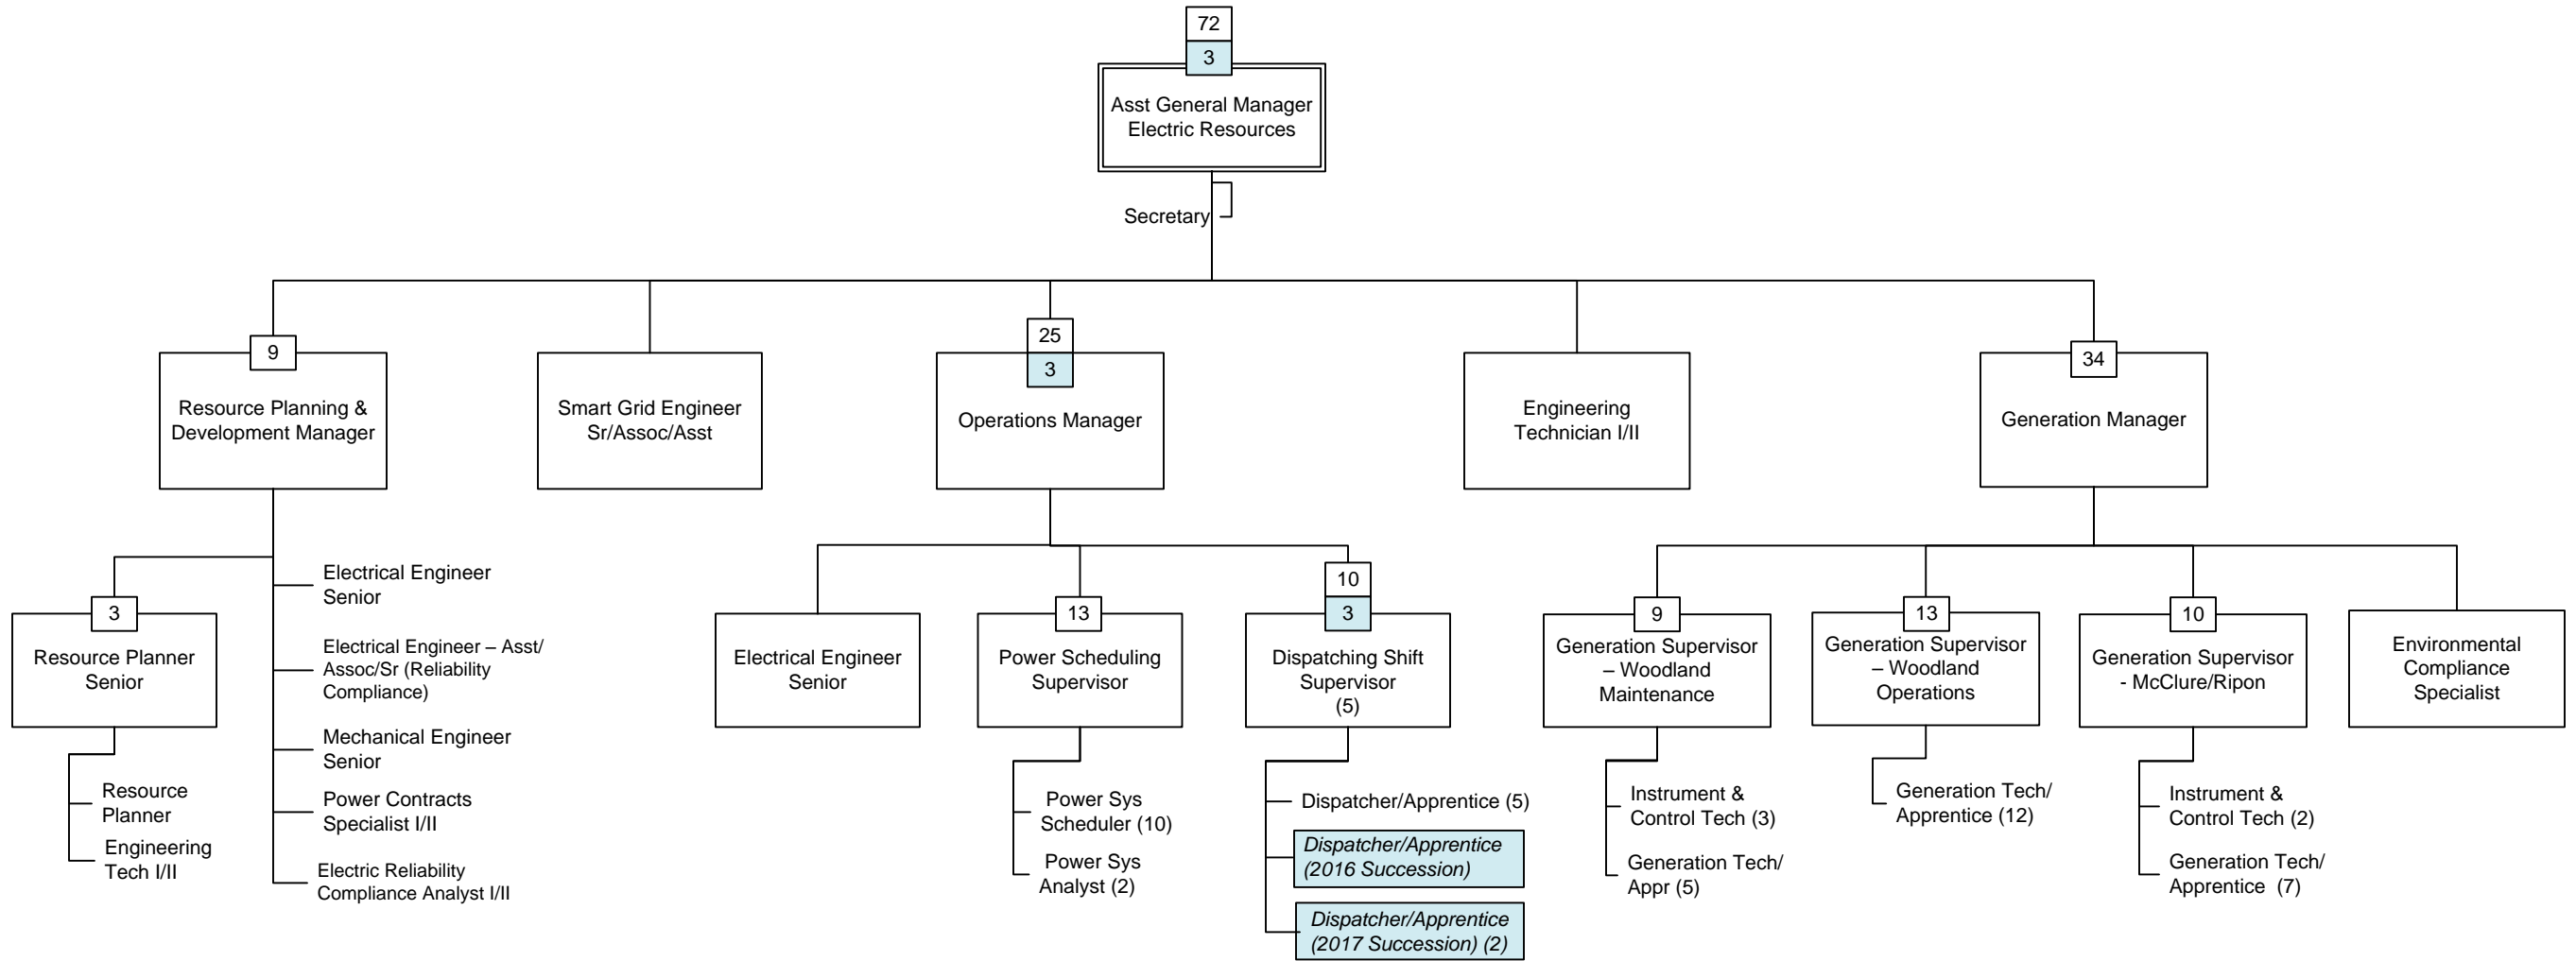 72
3
Asst General Manager
Electric Resources
Secretary
9
Resource Planning &
Development Manager
Smart Grid Engineer
Sr/Assoc/Asst
25
3
Operations Manager
Engineering
Technician I/II
34
Generation Manager
3
Resource Planner
Senior
Resource
Planner
Engineering
Tech I/II
Electrical Engineer
Senior
Electrical Engineer – Asst/
Assoc/Sr (Reliability
Compliance)
Mechanical Engineer
Senior
Power Contracts
Specialist I/II
Electric Reliability
Compliance Analyst I/II
Electrical Engineer
Senior
13
Power Scheduling
Supervisor
Power Sys
Scheduler (10)
Power Sys
Analyst (2)
10
3
Dispatching Shift
Supervisor
(5)
Dispatcher/Apprentice (5)
Dispatcher/Apprentice
(2016 Succession)
Dispatcher/Apprentice
(2017 Succession) (2)
9
Generation Supervisor
– Woodland
Maintenance
Instrument &
Control Tech (3)
Generation Tech/
Appr (5)
13
Generation Supervisor
– Woodland
Operations
Generation Tech/
Apprentice (12)
10
Generation Supervisor
- McClure/Ripon
Instrument &
Control Tech (2)
Generation Tech/
Apprentice (7)
Environmental
Compliance
Specialist